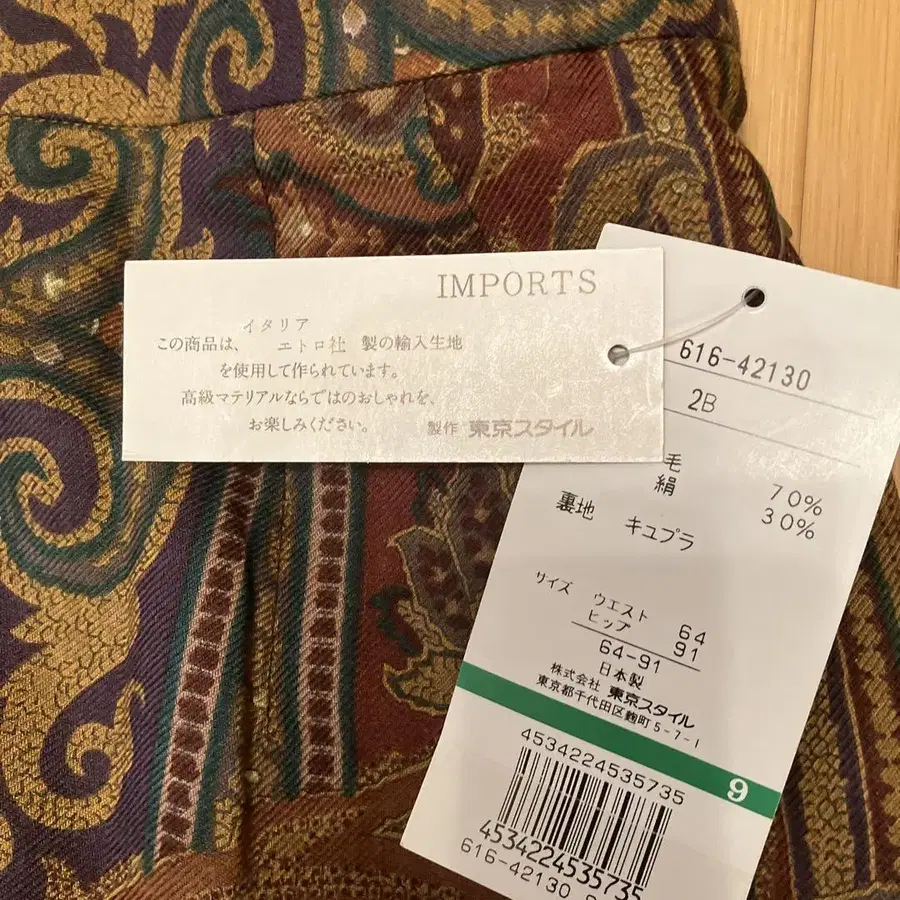 IMPORTS
イタリア
この商品は、エトロ社 製の輸入生地
を使用して作られています。
高級マテリアルならではのおしゃれを、
お楽しみください。
製作 東京スタイル
616-42130
2B
毛 70%
絹 30%
裏地 キュプラ
サイズ ウエスト 64
ヒップ 91
64-91
日本製
株式会社 東京スタイル
東京都千代田区麹町5-7-1
9
4534224535735
4534224535735
616-42130